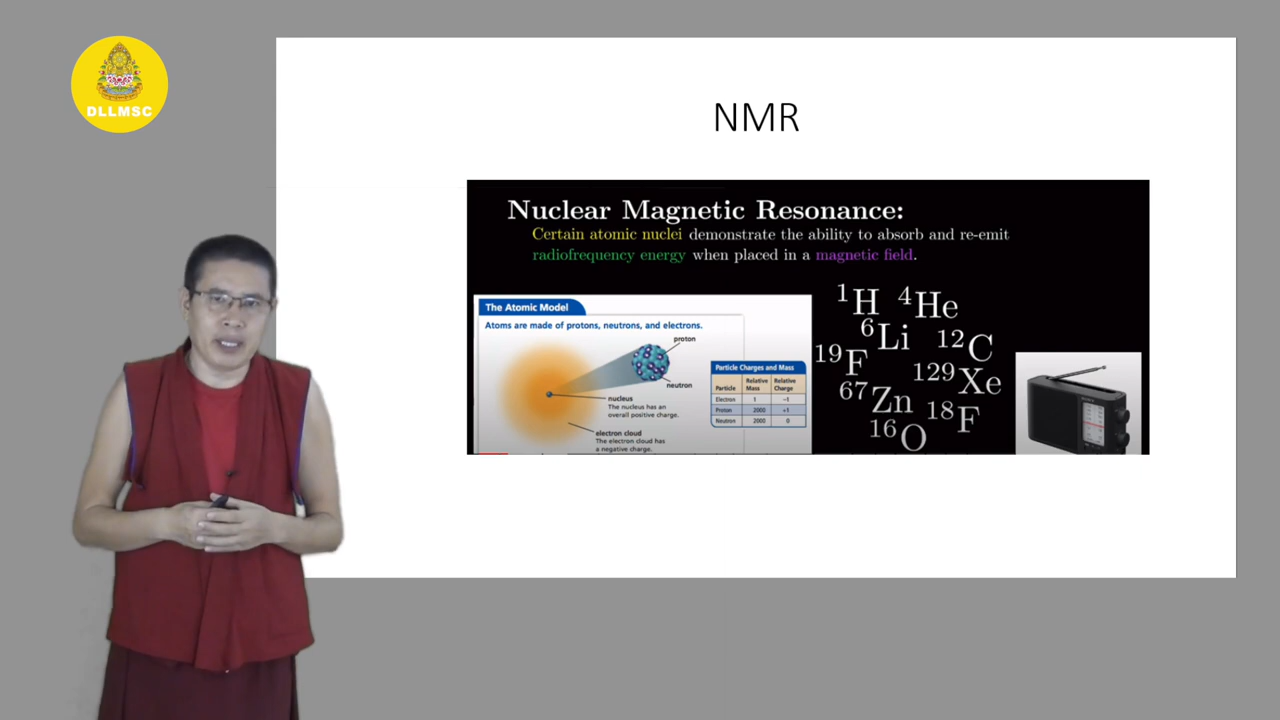 DLLMSC
NMR
Nuclear Magnetic Resonance:
Certain atomic nuclei demonstrate the ability to absorb and re-emit
radiofrequency energy when placed in a magnetic field.
The Atomic Model
Atoms are made of protons, neutrons, and electrons.
proton
neutron
nucleus
The nucleus has an
overall positive charge.
electron cloud
The electron cloud has
a negative charge.
Particle Charges and Mass
Particle Relative Mass Relative Charge
Electron 1 −1
Proton 2000 +1
Neutron 2000 0
¹H ⁴He
⁶Li ¹²C
¹⁹F ¹²⁹Xe
⁶⁷Zn ¹⁸F
¹⁶O
SONY